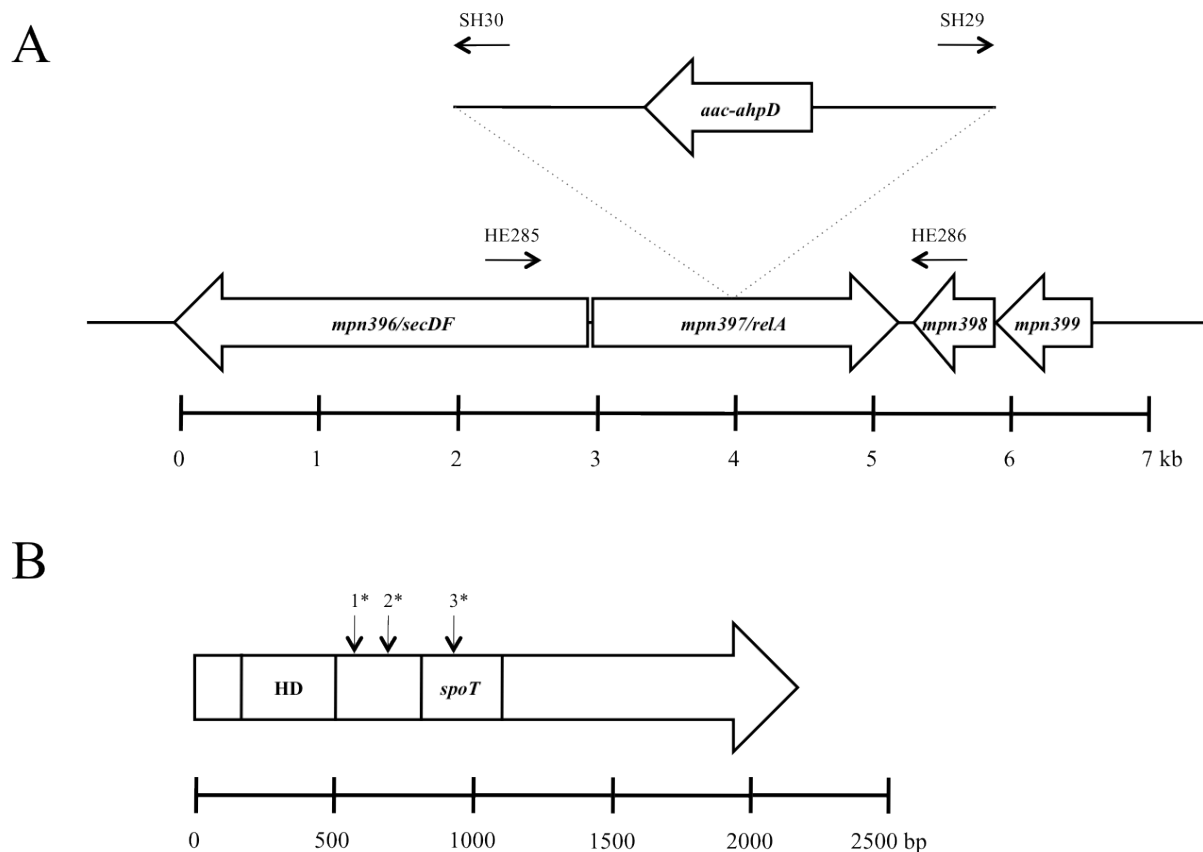 A
SH30 SH29
aac-ahpD
HE285 HE286
mpn396/secDF mpn397/relA mpn398 mpn399
0 1 2 3 4 5 6 7 kb
B
1* 2* 3*
HD spoT
0 500 1000 1500 2000 2500 bp